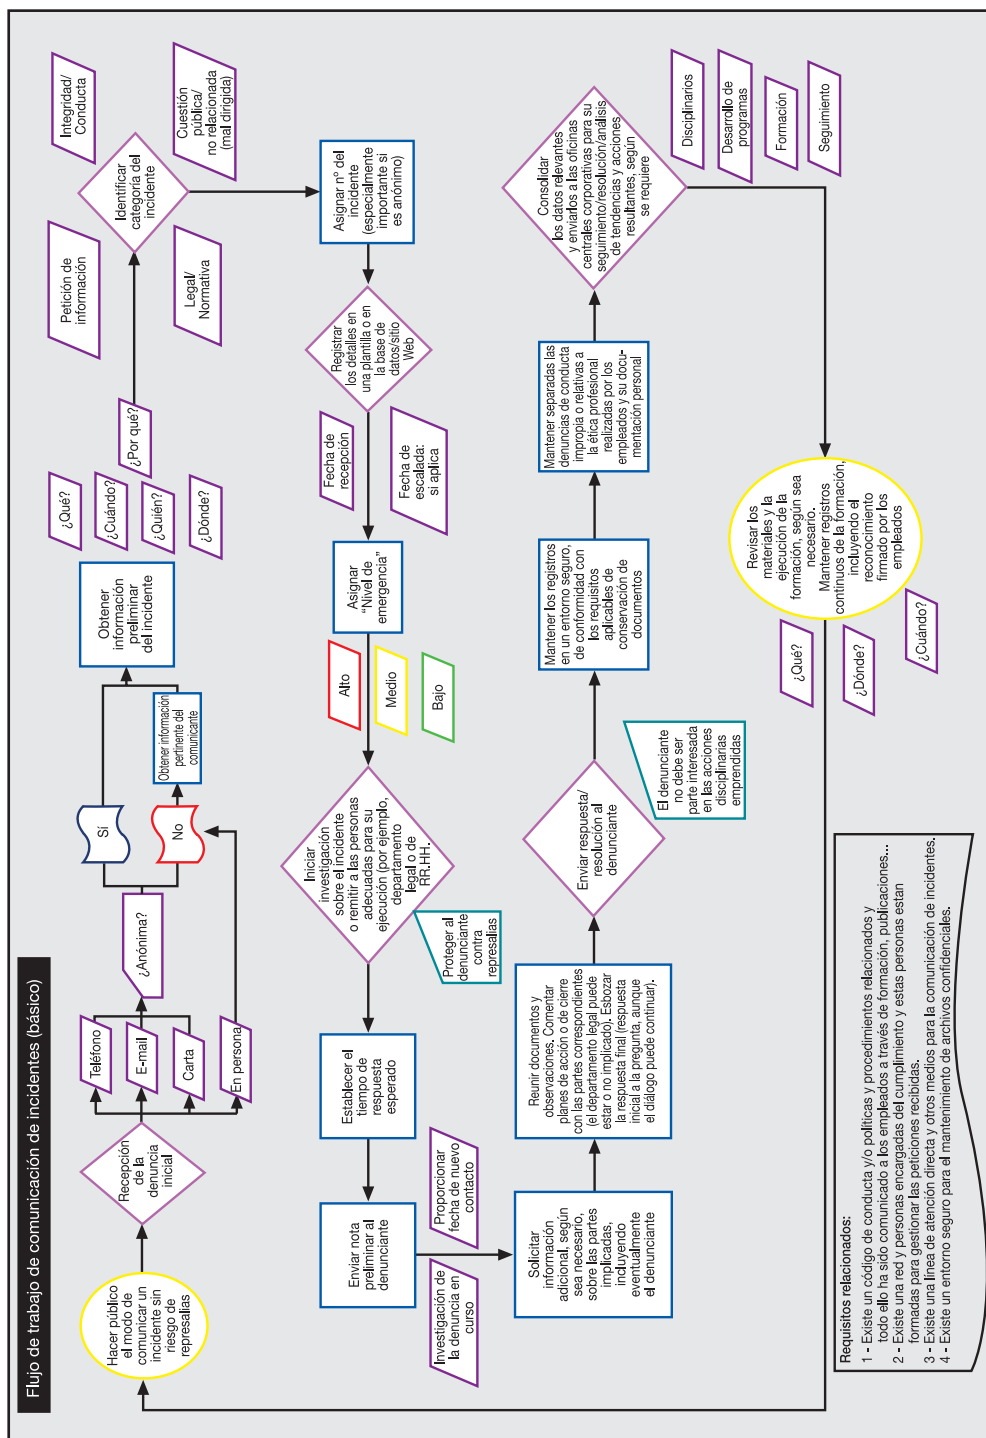 Flujo de trabajo de comunicación de incidentes (básico)
Hacer público
el modo de
comunicar un
incidente sin
riesgo de
represalias
Recepción
de la
denuncia
inicial
Teléfono
E-mail
Carta
En persona
¿Anónima?
Sí
No
Obtener información
pertinente del
comunicante
Obtener
información
preliminar
del incidente
¿Qué?
¿Cuándo?
¿Quién?
¿Dónde?
¿Por qué?
Petición de
información
Legal/
Normativa
Identificar
categoría del
incidente
Integridad/
Conducta
Cuestión
pública/
no relacionada
(mal dirigida)
Asignar nº del
incidente
(especialmente
importante si
es anónimo)
Registrar
los detalles en
una plantilla o en
la base de
datos/sitio
Web
Fecha de
recepción
Fecha de
escalada:
si aplica
Asignar
“Nivel de
emergencia”
Alto
Medio
Bajo
Iniciar
investigación
sobre el incidente
o remitir a las personas
adecuadas para su
ejecución (por ejemplo,
departamento
legal o de
RR.HH.
Proteger al
denunciante
contra
represalias
Establecer el
tiempo de
respuesta
esperado
Enviar nota
preliminar al
denunciante
Proporcionar
fecha de nuevo
contacto
Investigación de
la denuncia en
curso
Solicitar
información
adicional, según
sea necesario,
sobre las partes
implicadas,
incluyendo
eventualmente
el denunciante
Reunir documentos y
observaciones. Comentar
planes de acción o de cierre
con las partes correspondientes
(el departamento legal puede
estar o no implicado). Esbozar
la respuesta final (respuesta
inicial a la pregunta, aunque
el diálogo puede continuar).
Enviar respuesta/
resolución al
denunciante
El denunciante
no debe ser
parte interesada
en las acciones
disciplinarias
emprendidas
Mantener los registros
en un entorno seguro,
de conformidad con
los requisitos
aplicables de
conservación de
documentos
Mantener separadas las
denuncias de conducta
impropia o relativas a
la ética profesional
realizadas por los
empleados y su docu-
mentación personal
Consolidar
los datos relevantes
y enviarlos a las oficinas
centrales corporativas para su
seguimiento/resolución/análisis
de tendencias y acciones
resultantes, según
se requiere
Disciplinarios
Desarrollo de
programas
Formación
Seguimiento
Revisar los
materiales y la
ejecución de la
formación, según sea
necesario.
Mantener registros
continuos de la formación,
incluyendo el
reconocimiento
firmado por los
empleados
¿Qué?
¿Dónde?
¿Cuándo?
Requisitos relacionados:
1 - Existe un código de conducta y/o políticas y procedimientos relacionados y
todo ello ha sido comunicado a los empleados a través de formación, publicaciones...
2 - Existe una red y personas encargadas del cumplimiento y estas personas estan
formadas para gestionar las peticiones recibidas.
3 - Existe una línea de atención directa y otros medios para la comunicación de incidentes.
4 - Existe un entorno seguro para el mantenimiento de archivos confidenciales.